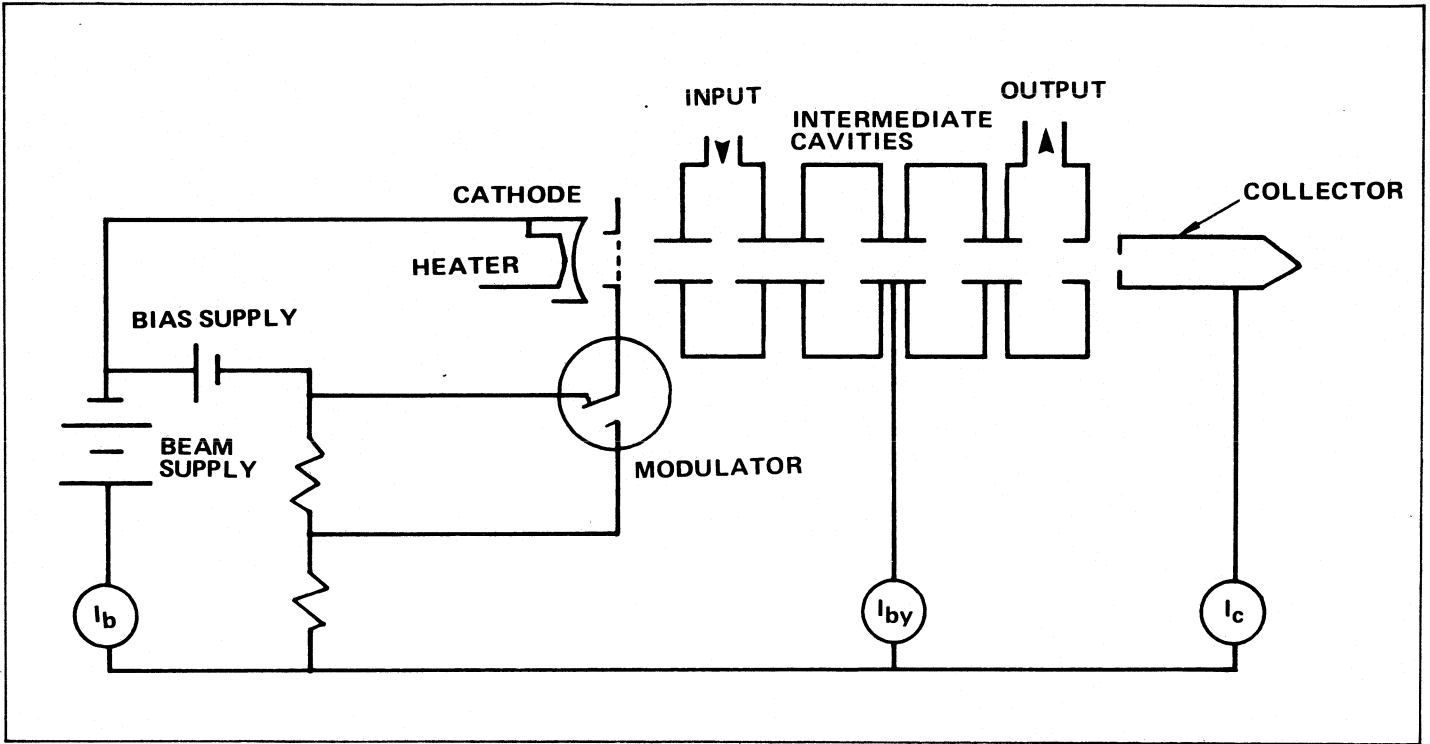 INPUT
OUTPUT
INTERMEDIATE
CAVITIES
CATHODE
COLLECTOR
HEATER
BIAS SUPPLY
BEAM
SUPPLY
MODULATOR
Ib
Iby
Ic